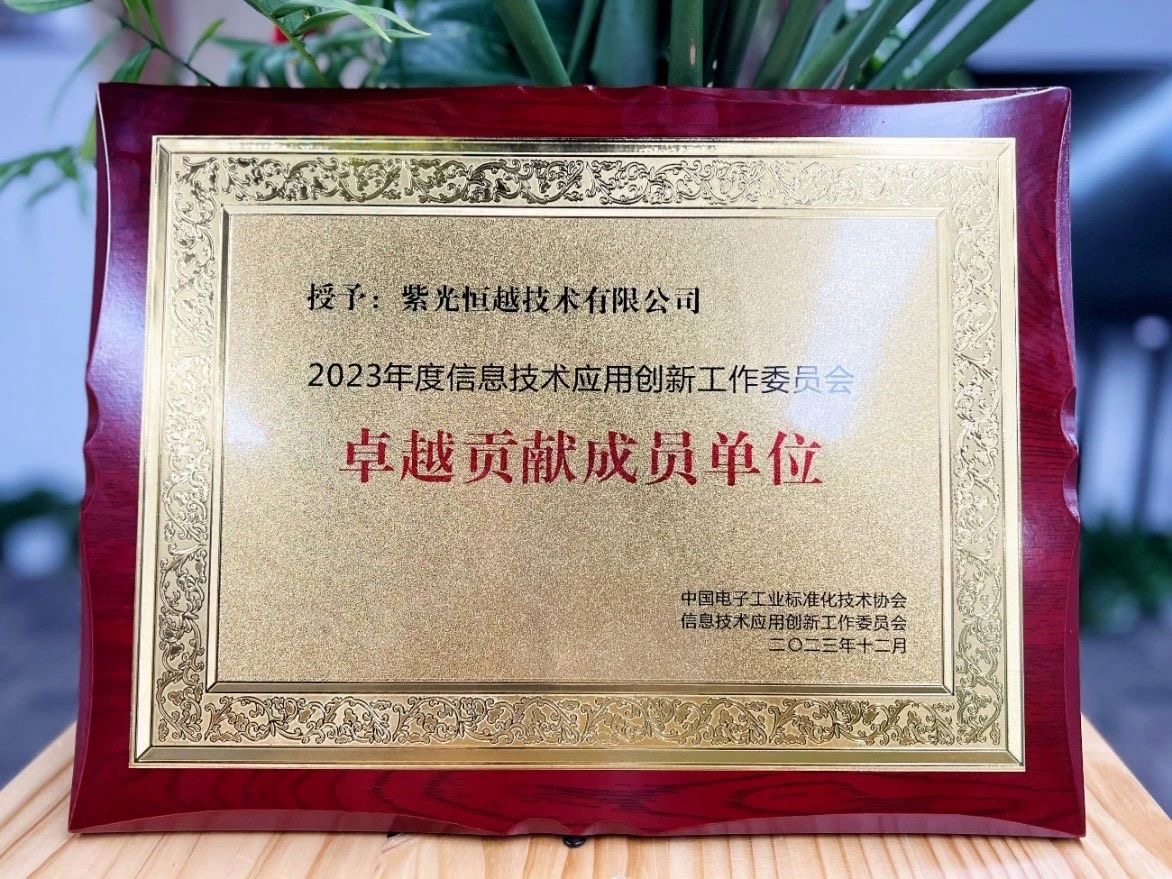 授予：紫光恒越技术有限公司
2023年度信息技术应用创新工作委员会
卓越贡献成员单位
中国电子工业标准化技术协会
信息技术应用创新工作委员会
二〇二三年十二月